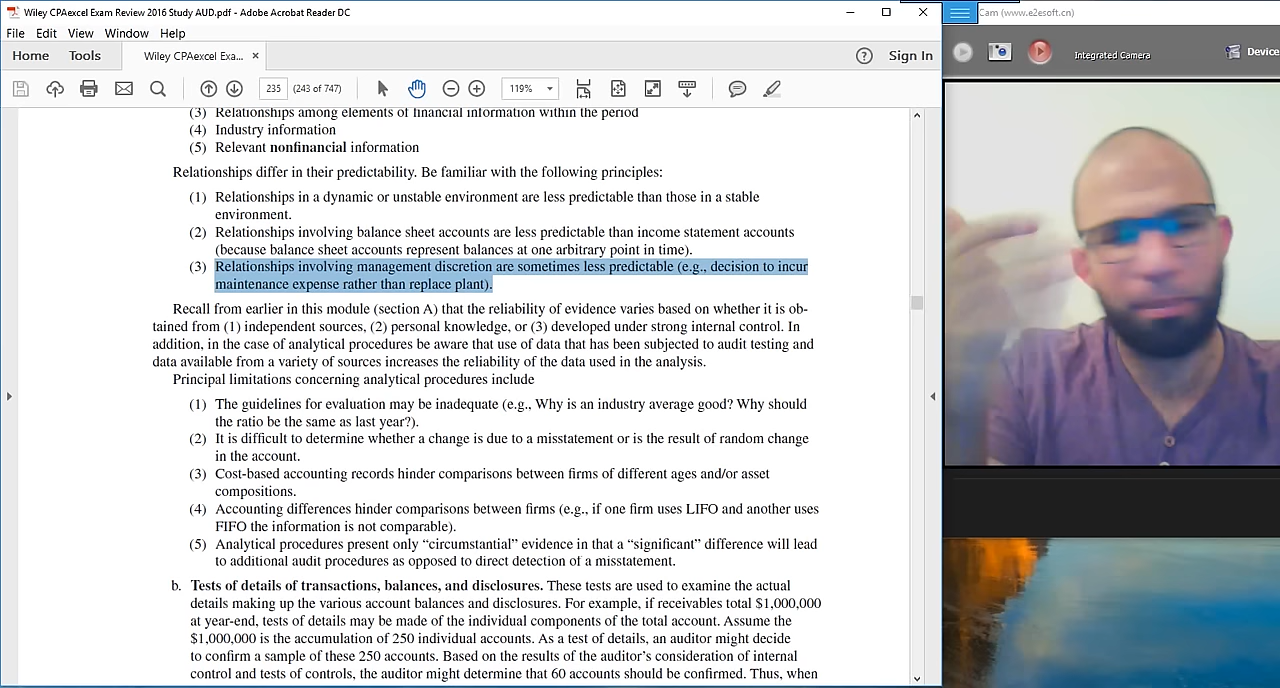 Wiley CPAexcel Exam Review 2016 Study AUD.pdf - Adobe Acrobat Reader DC
Cam (www.e2esoft.cn)
File Edit View Window Help
Home Tools Wiley CPAexcel Exa... × ? Sign In
Integrated Camera
Device
235 (243 of 747) 119%
(3) Relationships among elements of financial information within the period
(4) Industry information
(5) Relevant nonfinancial information
Relationships differ in their predictability. Be familiar with the following principles:
(1) Relationships in a dynamic or unstable environment are less predictable than those in a stable
environment.
(2) Relationships involving balance sheet accounts are less predictable than income statement accounts
(because balance sheet accounts represent balances at one arbitrary point in time).
(3) Relationships involving management discretion are sometimes less predictable (e.g., decision to incur
maintenance expense rather than replace plant).
Recall from earlier in this module (section A) that the reliability of evidence varies based on whether it is ob-
tained from (1) independent sources, (2) personal knowledge, or (3) developed under strong internal control. In
addition, in the case of analytical procedures be aware that use of data that has been subjected to audit testing and
data available from a variety of sources increases the reliability of the data used in the analysis.
Principal limitations concerning analytical procedures include
(1) The guidelines for evaluation may be inadequate (e.g., Why is an industry average good? Why should
the ratio be the same as last year?).
(2) It is difficult to determine whether a change is due to a misstatement or is the result of random change
in the account.
(3) Cost-based accounting records hinder comparisons between firms of different ages and/or asset
compositions.
(4) Accounting differences hinder comparisons between firms (e.g., if one firm uses LIFO and another uses
FIFO the information is not comparable).
(5) Analytical procedures present only “circumstantial” evidence in that a “significant” difference will lead
to additional audit procedures as opposed to direct detection of a misstatement.
b. Tests of details of transactions, balances, and disclosures. These tests are used to examine the actual
details making up the various account balances and disclosures. For example, if receivables total $1,000,000
at year-end, tests of details may be made of the individual components of the total account. Assume the
$1,000,000 is the accumulation of 250 individual accounts. As a test of details, an auditor might decide
to confirm a sample of these 250 accounts. Based on the results of the auditor’s consideration of internal
control and tests of controls, the auditor might determine that 60 accounts should be confirmed. Thus, when